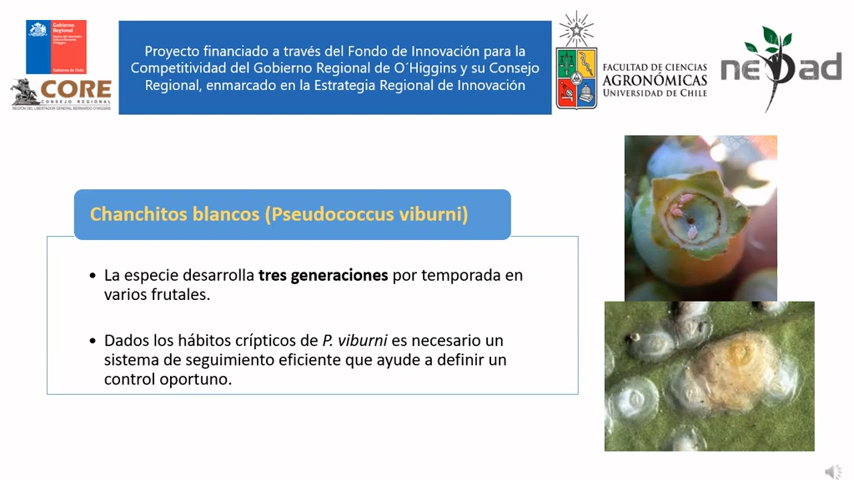 Gobierno
Regional
Gobierno de Chile
CORE
CONSEJO REGIONAL
Proyecto financiado a través del Fondo de Innovación para la
Competitividad del Gobierno Regional de O´Higgins y su Consejo
Regional, enmarcado en la Estrategia Regional de Innovación
FACULTAD DE CIENCIAS
AGRONÓMICAS
UNIVERSIDAD DE CHILE
Chanchitos blancos (Pseudococcus viburni)
• La especie desarrolla tres generaciones por temporada en
varios frutales.
• Dados los hábitos crípticos de P. viburni es necesario un
sistema de seguimiento eficiente que ayude a definir un
control oportuno.